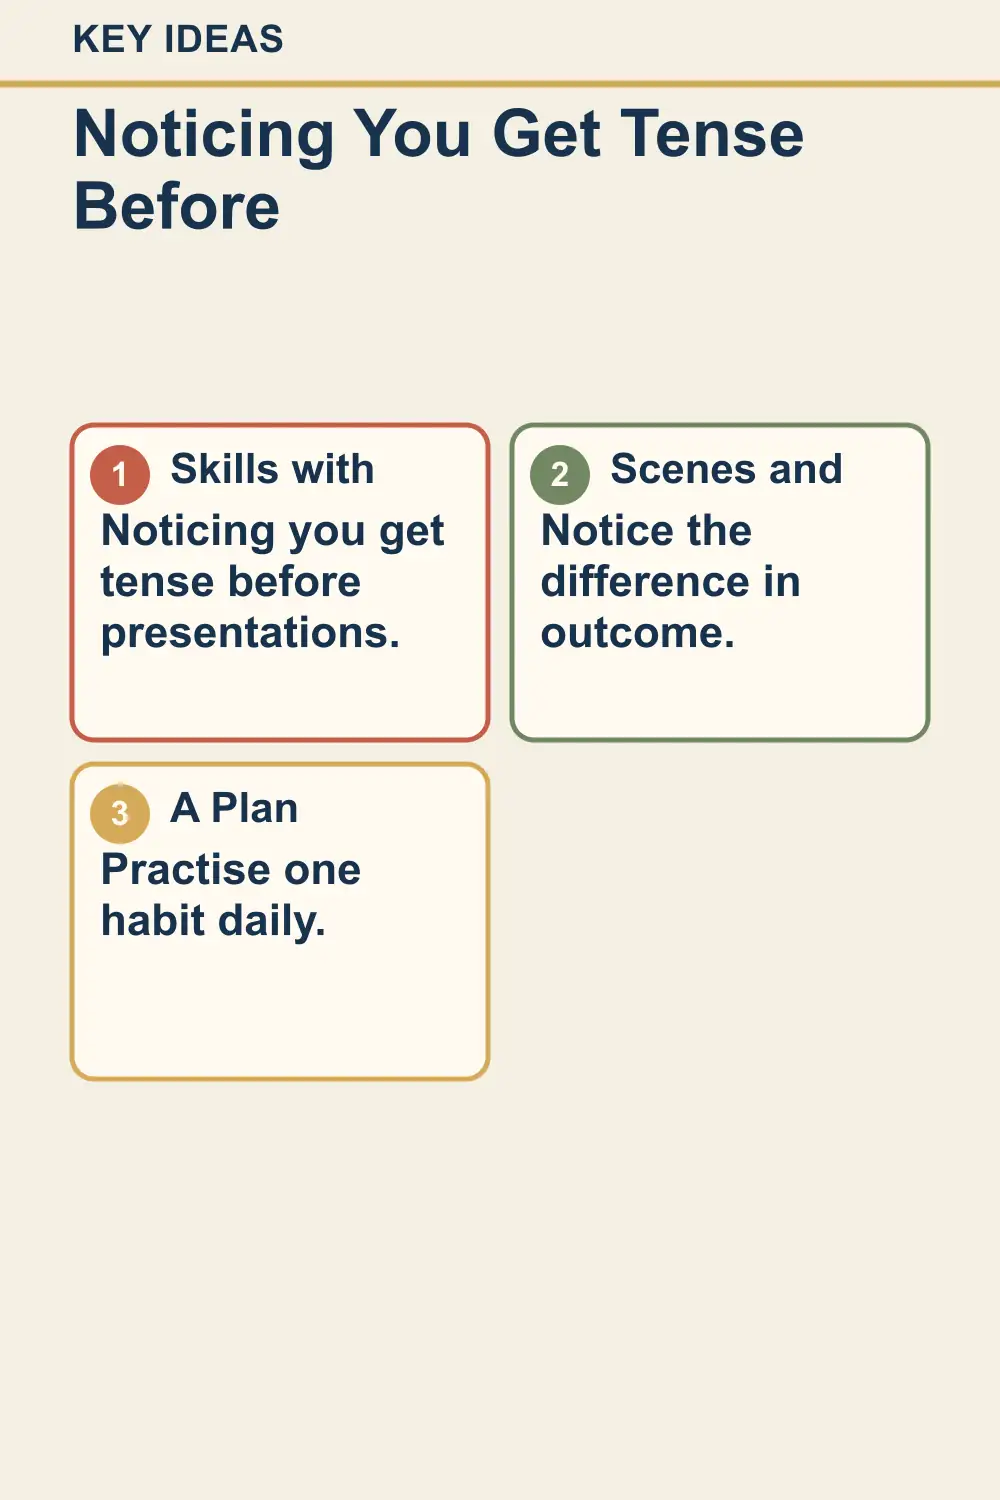 KEY IDEAS
Noticing You Get Tense
Before
1 Skills with
Noticing you get
tense before
presentations.
2 Scenes and
Notice the
difference in
outcome.
3 A Plan
Practise one
habit daily.